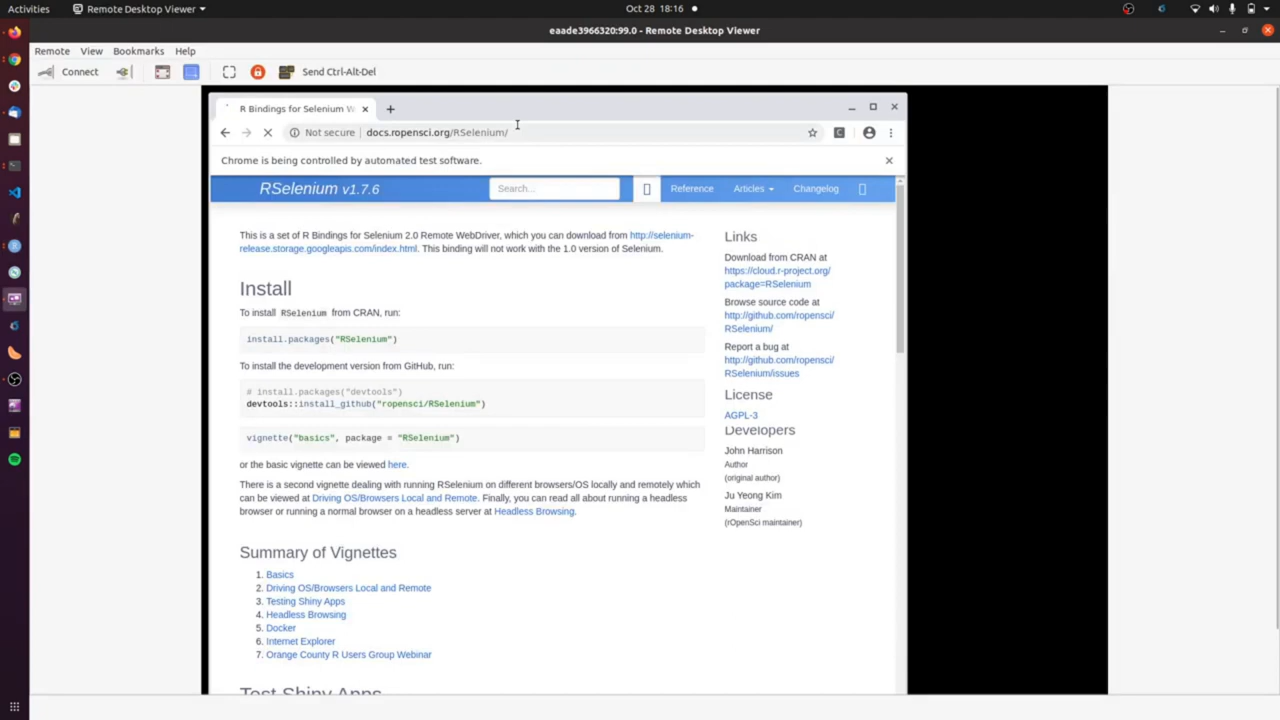 Activities
Remote Desktop Viewer
Oct 28 18:16
eaade3966320:99.0 - Remote Desktop Viewer
Remote View Bookmarks Help
Connect
Send Ctrl-Alt-Del
R Bindings for Selenium W
Not secure | docs.ropensci.org/RSelenium/
Chrome is being controlled by automated test software.
RSelenium v1.7.6
Search...
Reference Articles Changelog
This is a set of R Bindings for Selenium 2.0 Remote WebDriver, which you can download from http://selenium-
release.storage.googleapis.com/index.html. This binding will not work with the 1.0 version of Selenium.
Install
To install RSelenium from CRAN, run:
install.packages("RSelenium")
To install the development version from GitHub, run:
# install.packages("devtools")
devtools::install_github("ropensci/RSelenium")
vignette("basics", package = "RSelenium")
or the basic vignette can be viewed here.
There is a second vignette dealing with running RSelenium on different browsers/OS locally and remotely which
can be viewed at Driving OS/Browsers Local and Remote. Finally, you can read all about running a headless
browser or running a normal browser on a headless server at Headless Browsing.
Summary of Vignettes
1. Basics
2. Driving OS/Browsers Local and Remote
3. Testing Shiny Apps
4. Headless Browsing
5. Docker
6. Internet Explorer
7. Orange County R Users Group Webinar
Test Shiny Apps
Links
Download from CRAN at
https://cloud.r-project.org/
package=RSelenium
Browse source code at
http://github.com/ropensci/
RSelenium/
Report a bug at
http://github.com/ropensci/
RSelenium/issues
License
AGPL-3
Developers
John Harrison
Author
(original author)
Ju Yeong Kim
Maintainer
(rOpenSci maintainer)